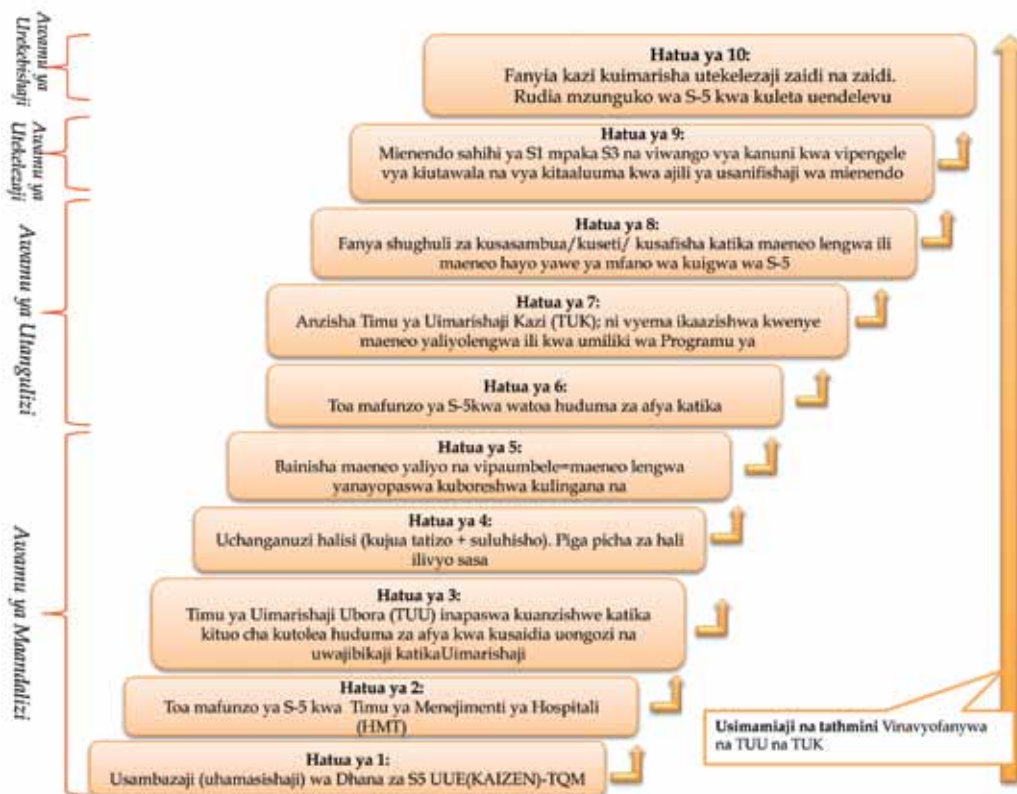 Awamu ya
Urekebishaji
Hatua ya 10:
Fanyia kazi kuimarisha utekelezaji zaidi na zaidi.
Rudia mzunguko wa S-5 kwa kuleta uendelevu
Awamu ya
Utekelezaji
Hatua ya 9:
Mienendo sahihi ya S1 mpaka S3 na viwango vya kanuni kwa vipengele
vya kiutawala na vya kitaaluuma kwa ajili ya usanifishaji wa mienendo
Awamu ya Utangulizi
Hatua ya 8:
Fanya shughuli za kusasambua/kuseti/ kusafisha katika maeneo lengwa ili
maeneo hayo yawe ya mfano wa kuigwa wa S-5
Hatua ya 7:
Anzisha Timu ya Uimarishaji Kazi (TUK); ni vyema ikaazishwa kwenye
maeneo yaliyolengwa ili kwa umiliki wa Programu ya
Hatua ya 6:
Toa mafunzo ya S-5kwa watoa huduma za afya katika
Awamu ya Maandalizi
Hatua ya 5:
Bainisha maeneo yaliyo na vipaumbele=maeneo lengwa
yanayopaswa kuboreshwa kulingana na
Hatua ya 4:
Uchanganuzi halisi (kujua tatizo + suluhisho). Piga picha za hali
ilivyo sasa
Hatua ya 3:
Timu ya Uimarishaji Ubora (TUU) inapaswa kuanzishwe katika
kituo cha kutolea huduma za afya kwa kusaidia uongozi na
uwajibikaji katikaUimarishaji
Hatua ya 2:
Toa mafunzo ya S-5 kwa Timu ya Menejimenti ya Hospitali
(HMT)
Hatua ya 1:
Usambazaji (uhamasishaji) wa Dhana za S5 UUE(KAIZEN)-TQM
Usimamiaji na tathmini Vinavyofanywa
na TUU na TUK